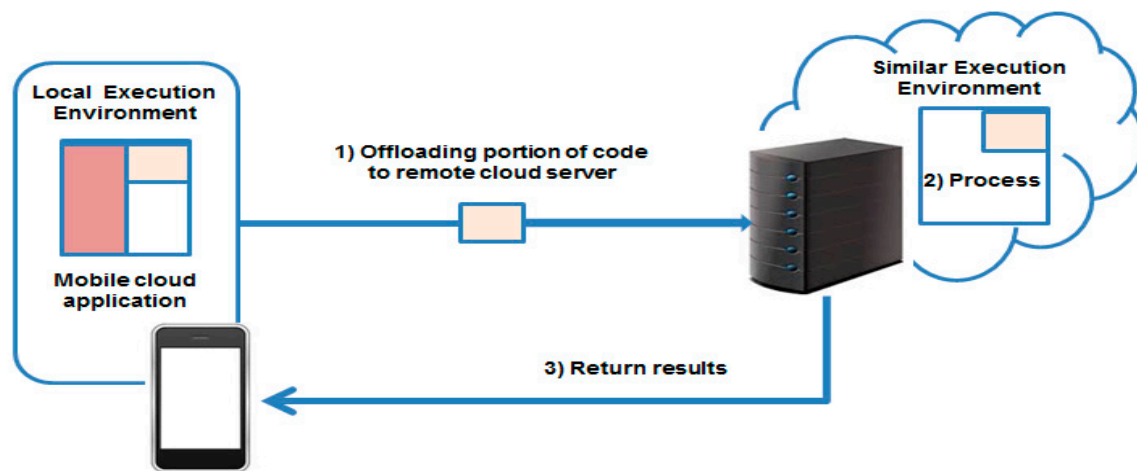 Local Execution
Environment
Mobile cloud
application
1) Offloading portion of code
to remote cloud server
Similar Execution
Environment
2) Process
3) Return results